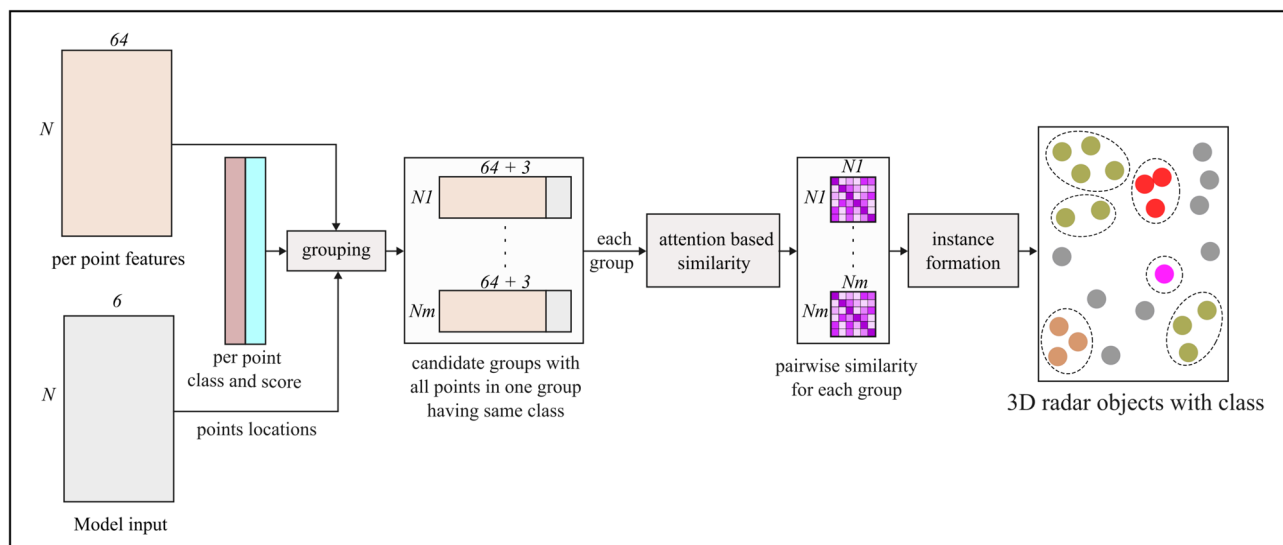 64
N
per point features
6
N
Model input
per point
class and score
points locations
grouping
64 + 3
N1
64 + 3
Nm
candidate groups with
all points in one group
having same class
each
group
attention based
similarity
N1
N1
Nm
Nm
pairwise similarity
for each group
instance
formation
3D radar objects with class